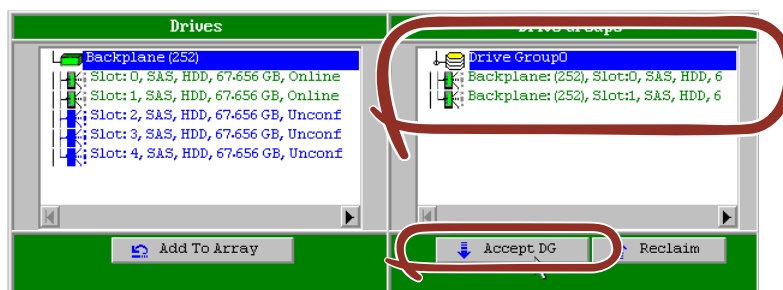 Drives
Backplane (252)
Slot: 0, SAS, HDD, 67.656 GB, Online
Slot: 1, SAS, HDD, 67.656 GB, Online
Slot: 2, SAS, HDD, 67.656 GB, Unconf
Slot: 3, SAS, HDD, 67.656 GB, Unconf
Slot: 4, SAS, HDD, 67.656 GB, Unconf
Add To Array
Drive Groups
Drive Group0
Backplane: (252), Slot:0, SAS, HDD, 6
Backplane: (252), Slot:1, SAS, HDD, 6
Accept DG
Reclaim